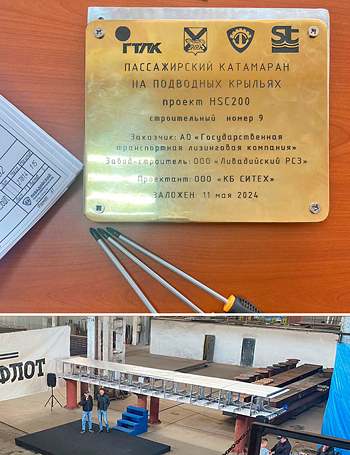 ГТЛК
ПАССАЖИРСКИЙ КАТАМАРАН
НА ПОДВОДНЫХ КРЫЛЬЯХ
проект HSC200
строительный номер 9
Заказчик: АО «Государственная
транспортная лизинговая компания»
Завод-строитель: ООО «Ливадийский РСЗ»
Проектант: ООО «КБ СИТЕХ»
ЗАЛОЖЕН: 11 мая 2024
ФЛОТ